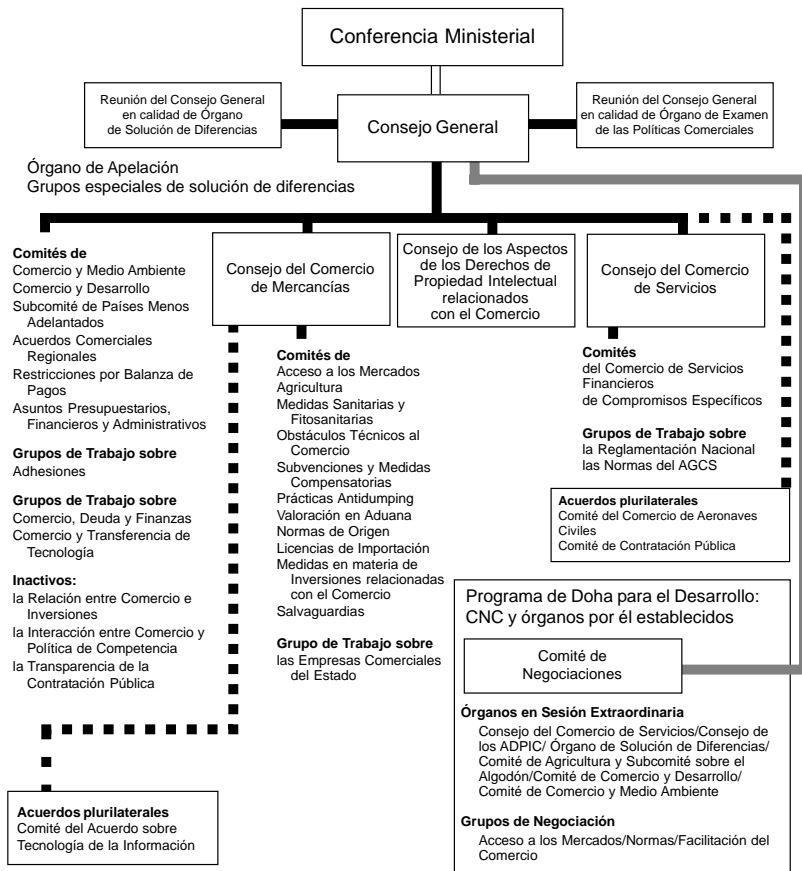 Conferencia Ministerial
Reunión del Consejo General
en calidad de Órgano
de Solución de Diferencias
Consejo General
Reunión del Consejo General
en calidad de Órgano de Examen
de las Políticas Comerciales
Órgano de Apelación
Grupos especiales de solución de diferencias
Comités de
Comercio y Medio Ambiente
Comercio y Desarrollo
Subcomité de Países Menos
Adelantados
Acuerdos Comerciales
Regionales
Restricciones por Balanza de
Pagos
Asuntos Presupuestarios,
Financieros y Administrativos
Grupos de Trabajo sobre
Adhesiones
Grupos de Trabajo sobre
Comercio, Deuda y Finanzas
Comercio y Transferencia de
Tecnología
Inactivos:
la Relación entre Comercio e
Inversiones
la Interacción entre Comercio y
Política de Competencia
la Transparencia de la
Contratación Pública
Acuerdos plurilaterales
Comité del Acuerdo sobre
Tecnología de la Información
Consejo del Comercio
de Mercancías
Comités de
Acceso a los Mercados
Agricultura
Medidas Sanitarias y
Fitosanitarias
Obstáculos Técnicos al
Comercio
Subvenciones y Medidas
Compensatorias
Prácticas Antidumping
Valoración en Aduana
Normas de Origen
Licencias de Importación
Medidas en materia de
Inversiones relacionadas
con el Comercio
Salvaguardias
Grupo de Trabajo sobre
las Empresas Comerciales
del Estado
Consejo de los Aspectos
de los Derechos de
Propiedad Intelectual
relacionados
con el Comercio
Consejo del Comercio
de Servicios
Comités
del Comercio de Servicios
Financieros
de Compromisos Específicos
Grupos de Trabajo sobre
la Reglamentación Nacional
las Normas del AGCS
Acuerdos plurilaterales
Comité del Comercio de Aeronaves
Civiles
Comité de Contratación Pública
Programa de Doha para el Desarrollo:
CNC y órganos por él establecidos
Comité de
Negociaciones
Órganos en Sesión Extraordinaria
Consejo del Comercio de Servicios/Consejo de
los ADPIC/ Órgano de Solución de Diferencias/
Comité de Agricultura y Subcomité sobre el
Algodón/Comité de Comercio y Desarrollo/
Comité de Comercio y Medio Ambiente
Grupos de Negociación
Acceso a los Mercados/Normas/Facilitación del
Comercio